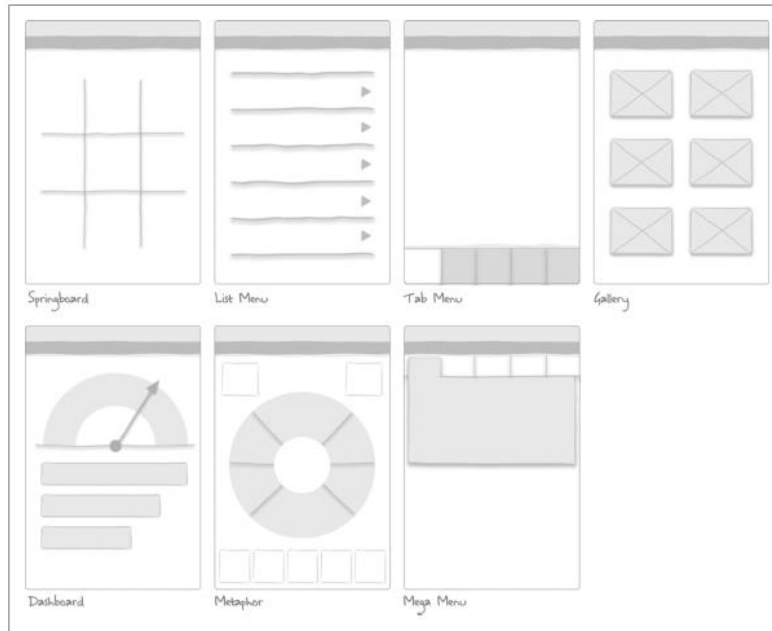 Springboard
List Menu
Tab Menu
Gallery
Dashboard
Metaphor
Mega Menu